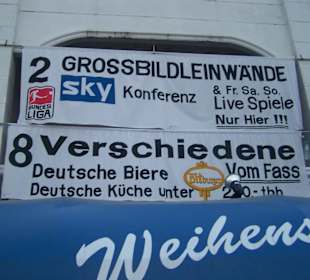 2 GROSSBILDLEINWÄNDE
BUNDES LIGA
sky Konferenz
& Fr. Sa. So.
Live Spiele
Nur Hier !!!
8 Verschiedene
Deutsche Biere Bitburger Vom Fass
Deutsche Küche unter
Weihens